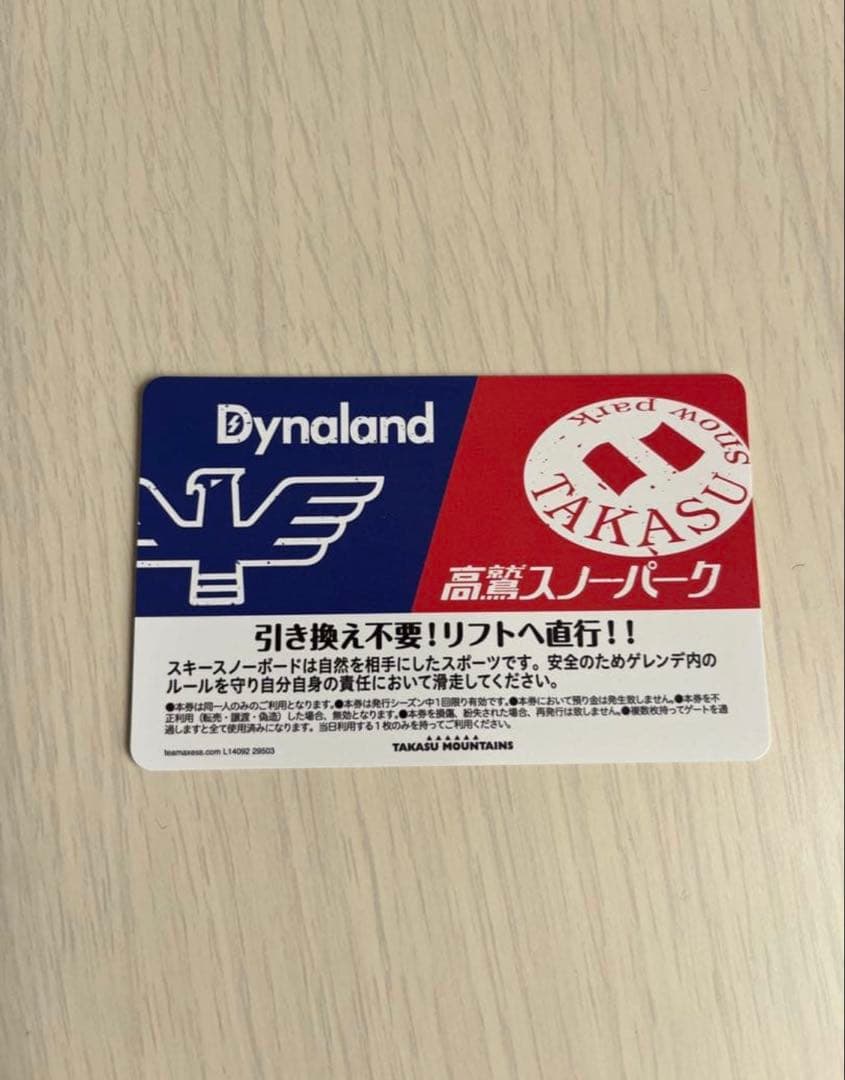 Dynaland
TAKASU
Snow park
高鷲スノーパーク
引き換え不要!リフトへ直行!!
スキースノーボードは自然を相手にしたスポーツです。安全のためゲレンデ内の
ルールを守り自分自身の責任において滑走してください。
●本券は同一人のみのご利用となります。●本券は発行シーズン中1回限り有効です。●本券において預り金は発生致しません。●本券を不
正利用（転売・譲渡・偽造）した場合、無効となります。●本券を損傷、紛失された場合、再発行は致しません。●複数枚持ってゲートを通
過しますと全て使用済みになります。当日利用する1枚のみを持ってご利用ください。
teamaxess.com L14092 29503
TAKASU MOUNTAINS